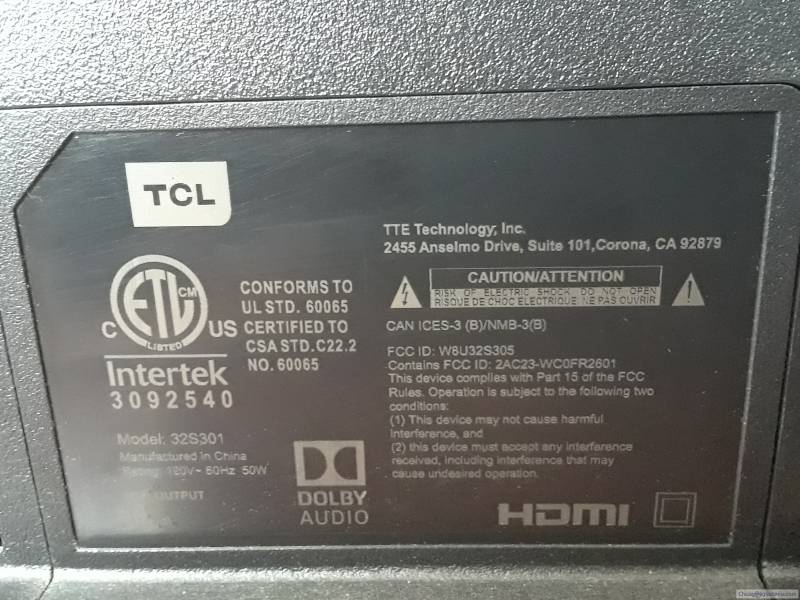 TCL
TTE Technology, Inc.
2455 Anselmo Drive, Suite 101,Corona, CA 92879
CAUTION/ATTENTION
RISK OF ELECTRIC SHOCK DO NOT OPEN
RISQUE DE CHOC ELECTRIQUE NE PAS OUVRIR
CAN ICES-3 (B)/NMB-3(B)
FCC ID: W8U32S305
Contains FCC ID: 2AC23-WC0FR2601
This device complies with Part 15 of the FCC
Rules. Operation is subject to the following two
conditions:
(1) This device may not cause harmful
interference, and
(2) this device must accept any interference
received, including interference that may
cause undesired operation.
ETL CM
LISTED
C US
Intertek
3092540
CONFORMS TO
UL STD. 60065
CERTIFIED TO
CSA STD.C22.2
NO. 60065
Model: 32S301
Manufactured in China
Rating: 120V~ 60Hz 50W
OUTPUT
DOLBY
AUDIO
HDMI